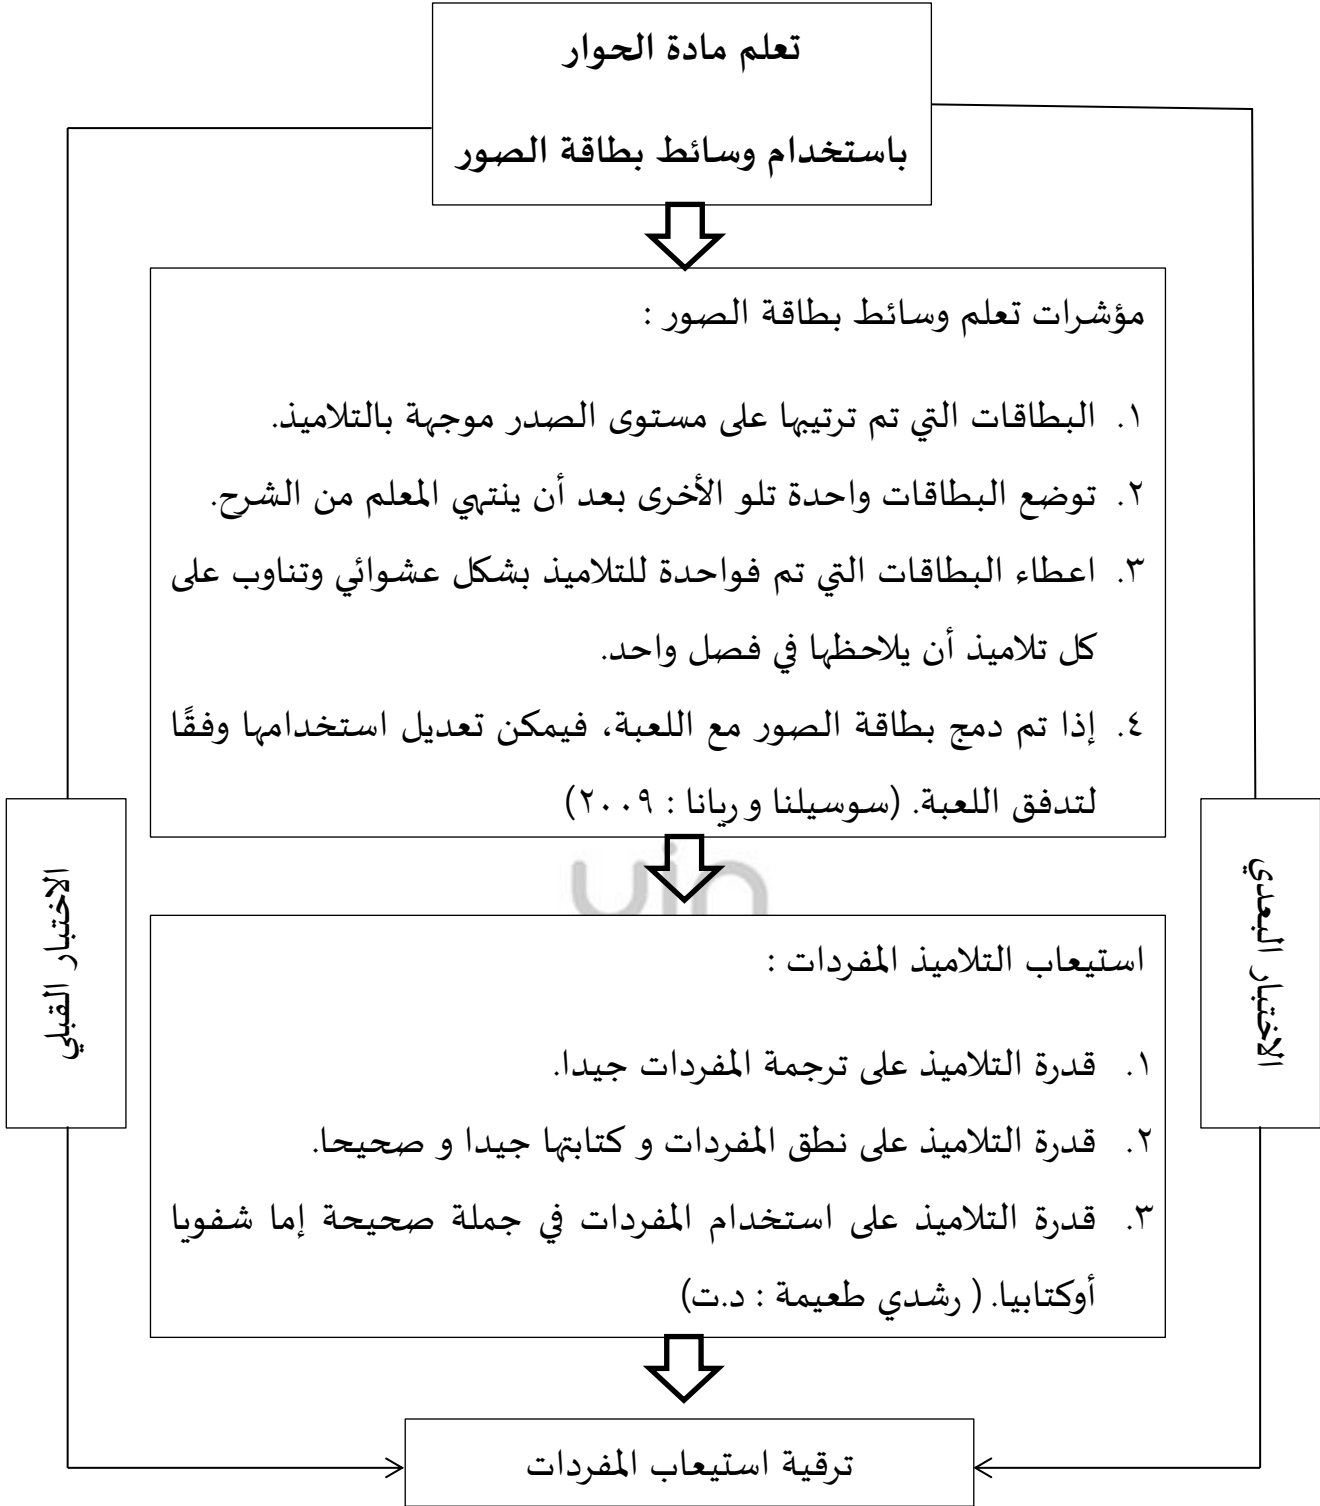 تعلم مادة الحوار
باستخدام وسائط بطاقة الصور
مؤشرات تعلم وسائط بطاقة الصور :
١. البطاقات التي تم ترتيبها على مستوى الصدر موجهة بالتلاميذ.
٢. توضع البطاقات واحدة تلو الأخرى بعد أن ينتهي المعلم من الشرح.
٣. اعطاء البطاقات التي تم فواحدة للتلاميذ بشكل عشوائي وتناوب على
كل تلاميذ أن يلاحظها في فصل واحد.
٤. إذا تم دمج بطاقة الصور مع اللعبة، فيمكن تعديل استخدامها وفقًا
لتدفق اللعبة. (سوسيلنا و ريانا : ٢٠٠٩)
الاختبار البعدي
الاختبار القبلي
uin
استيعاب التلاميذ المفردات :
١. قدرة التلاميذ على ترجمة المفردات جيدا.
٢. قدرة التلاميذ على نطق المفردات و كتابتها جيدا و صحيحا.
٣. قدرة التلاميذ على استخدام المفردات في جملة صحيحة إما شفويا
أوكتابيا. ( رشدي طعيمة : د.ت)
ترقية استيعاب المفردات